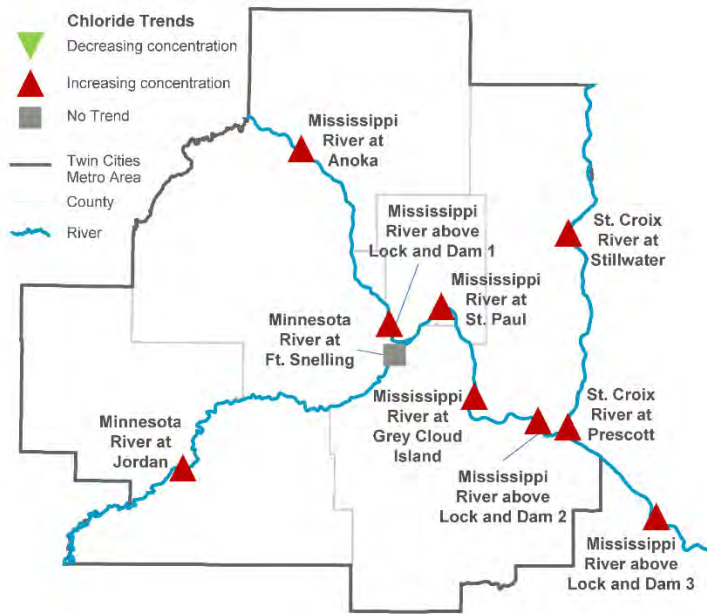 Chloride Trends
Decreasing concentration
Increasing concentration
No Trend
Twin Cities
Metro Area
County
River
Mississippi
River at
Anoka
Mississippi
River above
Lock and Dam 1
St. Croix
River at
Stillwater
Mississippi
River at
St. Paul
Minnesota
River at
Ft. Snelling
Minnesota
River at
Jordan
Mississippi
River at
Grey Cloud
Island
St. Croix
River at
Prescott
Mississippi
River above
Lock and Dam 2
Mississippi
River above
Lock and Dam 3